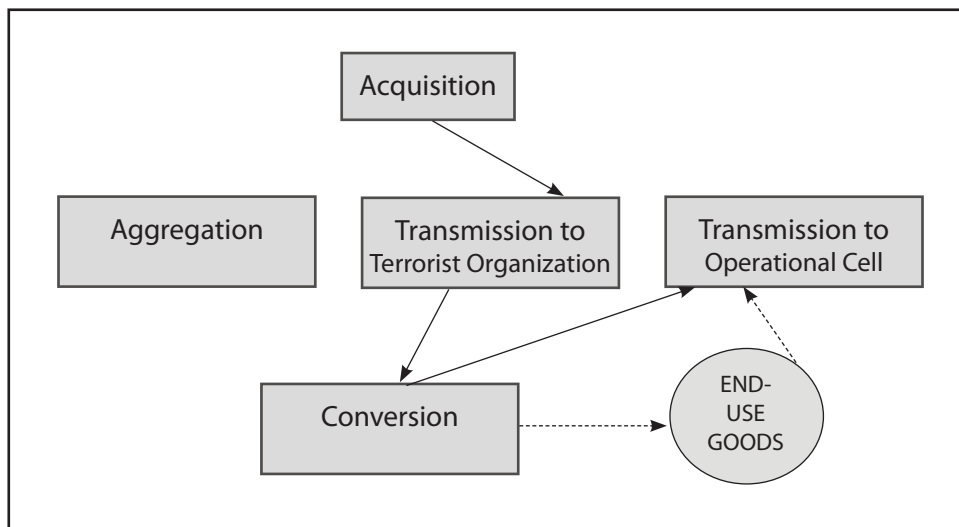 Acquisition
Aggregation
Transmission to
Terrorist Organization
Transmission to
Operational Cell
Conversion
END-
USE
GOODS